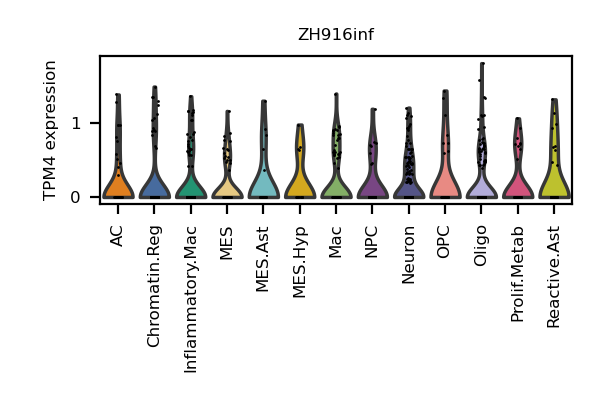 ZH916inf
TPM4 expression
1
0
AC
Chromatin.Reg
Inflammatory.Mac
MES
MES.Ast
MES.Hyp
Mac
NPC
Neuron
OPC
Oligo
Prolif.Metab
Reactive.Ast